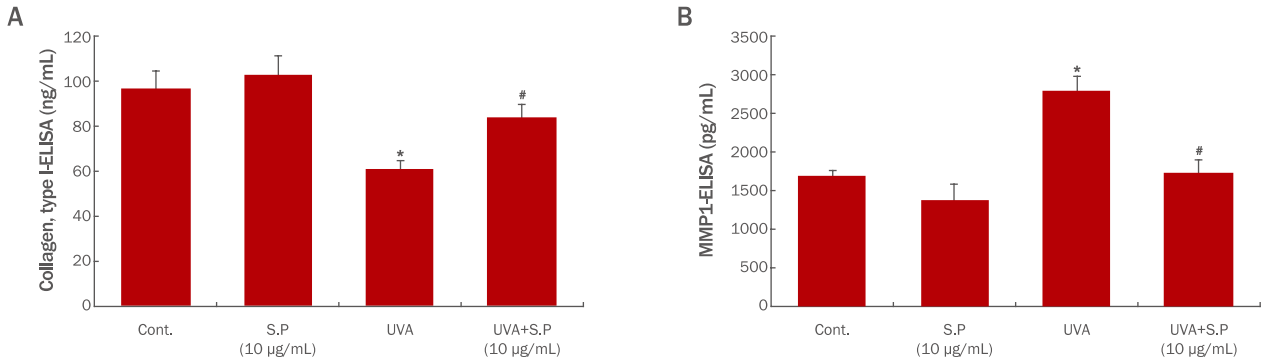 A
Collagen, type I-ELISA (ng/mL)
120
100
80
60
40
20
0
*
#
Cont.
S.P
(10 µg/mL)
UVA
UVA+S.P
(10 µg/mL)
B
MMP1-ELISA (pg/mL)
3500
3000
2500
2000
1500
1000
500
0
*
#
Cont.
S.P
(10 µg/mL)
UVA
UVA+S.P
(10 µg/mL)